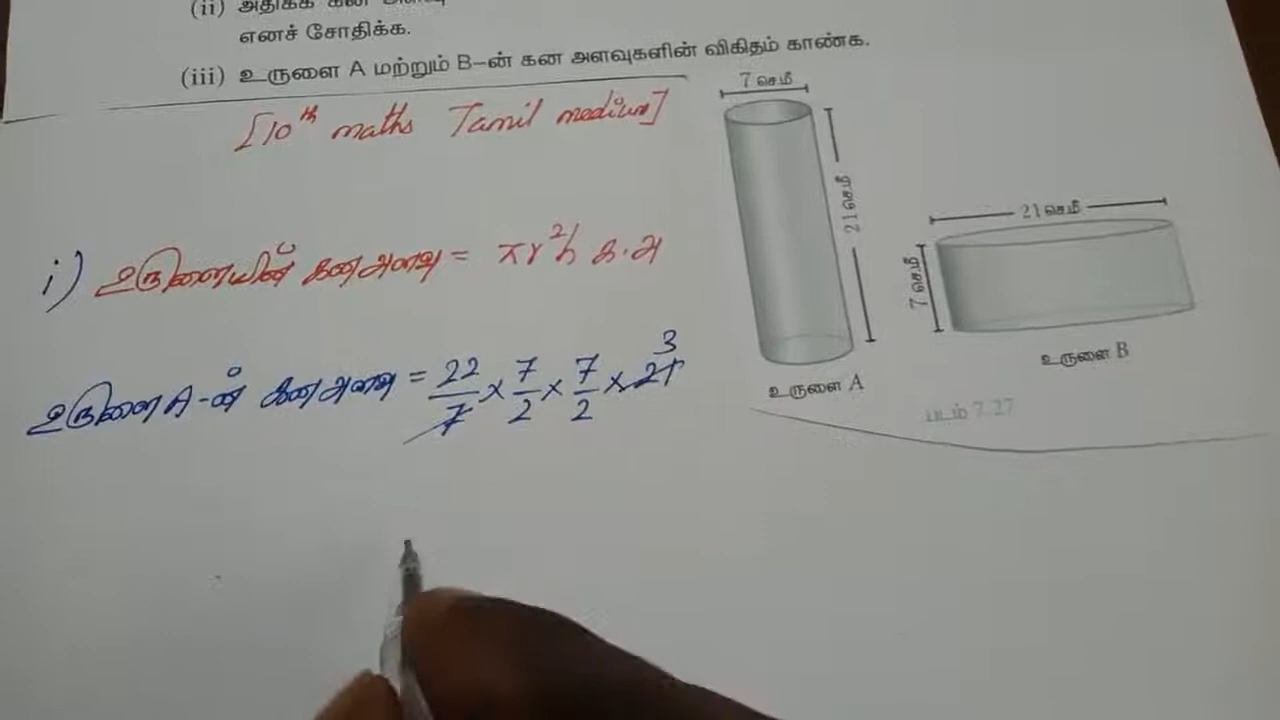 (ii) அதிக கன அளவு
எனச் சோதிக்க.
(iii) உருளை A மற்றும் B–ன் கன அளவுகளின் விகிதம் காண்க.
[10th maths Tamil medium]
7 செ.மீ
21 செ.மீ
உருளை A
21 செ.மீ
7 செ.மீ
உருளை B
படம் 7.27
i) உருளையின் கனஅளவு = πr²h க.அ
உருளை A-ன் கனஅளவு = 22/7 × 7/2 × 7/2 × 21 3